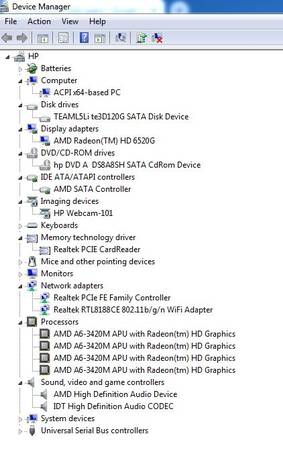 Device Manager
File Action View Help
HP
Batteries
Computer
ACPI x64-based PC
Disk drives
TEAML5Li te3D120G SATA Disk Device
Display adapters
AMD Radeon(TM) HD 6520G
DVD/CD-ROM drives
hp DVD A DS8A8SH SATA CdRom Device
IDE ATA/ATAPI controllers
AMD SATA Controller
Imaging devices
HP Webcam-101
Keyboards
Memory technology driver
Realtek PCIE CardReader
Mice and other pointing devices
Monitors
Network adapters
Realtek PCIe FE Family Controller
Realtek RTL8188CE 802.11b/g/n WiFi Adapter
Processors
AMD A6-3420M APU with Radeon(tm) HD Graphics
AMD A6-3420M APU with Radeon(tm) HD Graphics
AMD A6-3420M APU with Radeon(tm) HD Graphics
AMD A6-3420M APU with Radeon(tm) HD Graphics
Sound, video and game controllers
AMD High Definition Audio Device
IDT High Definition Audio CODEC
System devices
Universal Serial Bus controllers